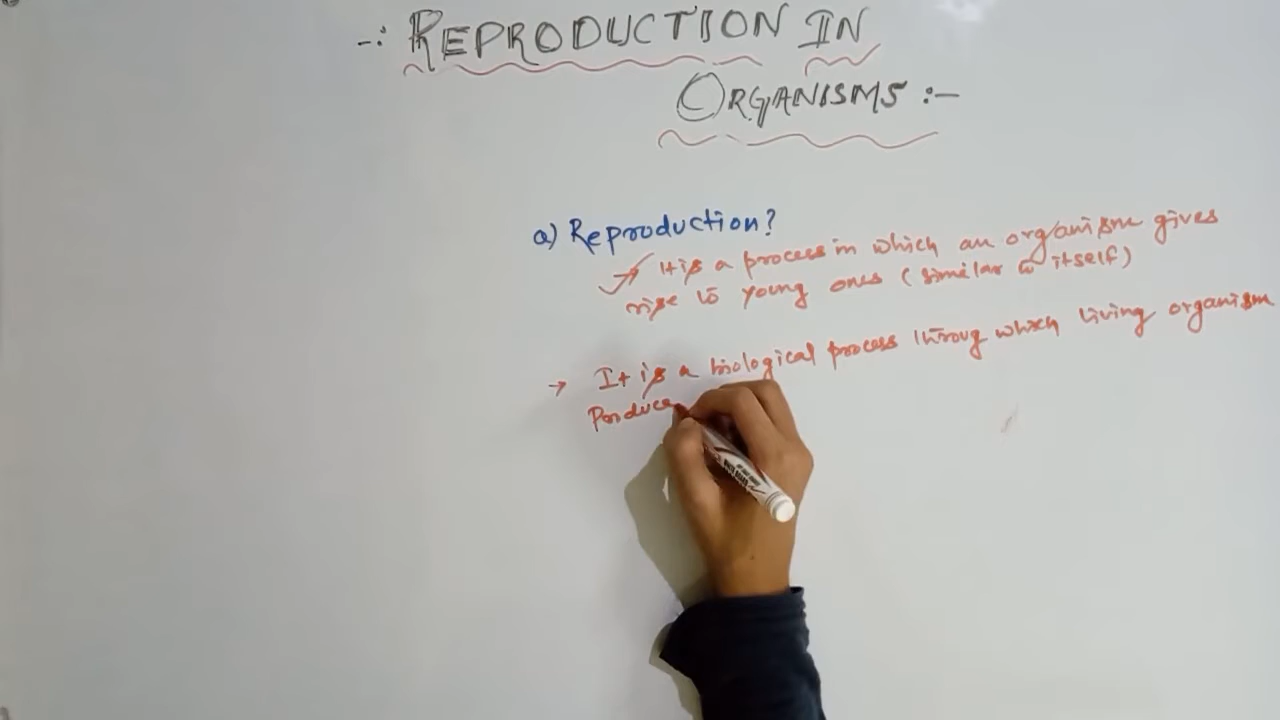 -: REPRODUCTION IN
ORGANISMS :-
a) Reproduction?
→ It is a process in which an organism gives
rise to young ones (similar to itself)
→ It is a biological process throug which living organism
Produce